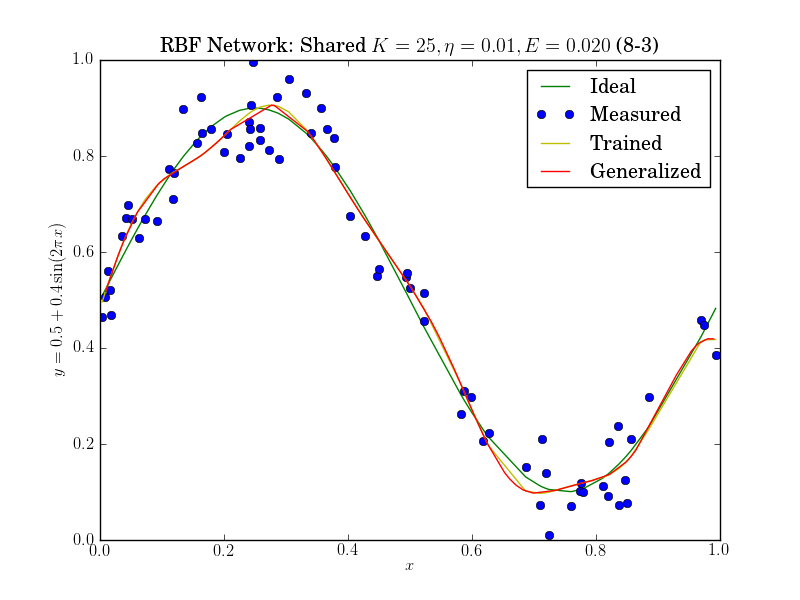 RBF Network: Shared K = 25, η = 0.01, E = 0.020 (8-3)
1.0
0.8
0.6
0.4
0.2
0.0
y = 0.5 + 0.4 sin(2πx)
Ideal
Measured
Trained
Generalized
0.0 0.2 0.4 0.6 0.8 1.0
x